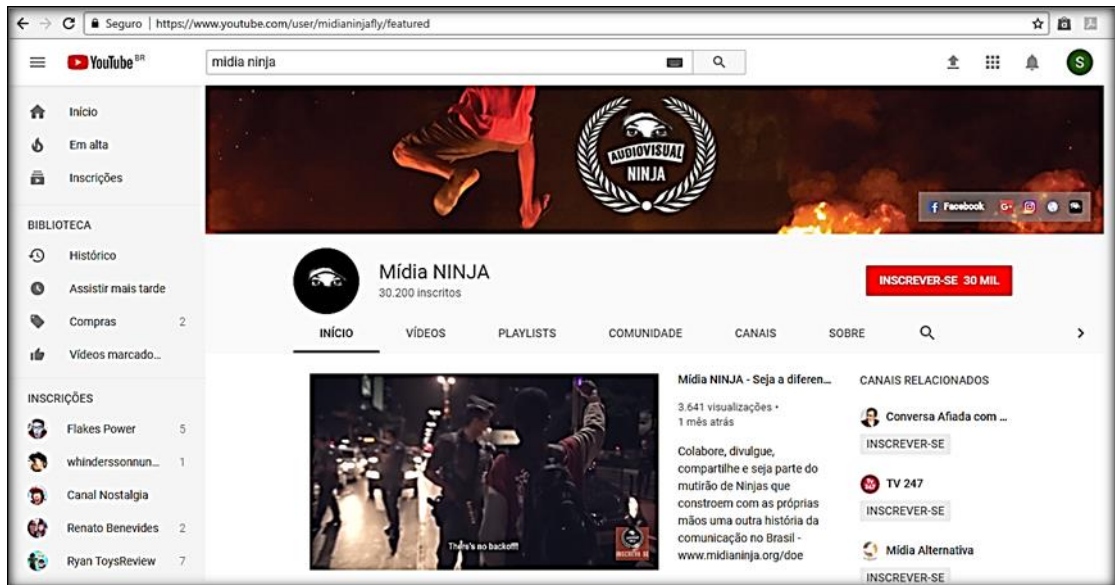 Seguro | https://www.youtube.com/user/midianinjafly/featured
YouTube BR
midia ninja
S
Início
Em alta
Inscrições
BIBLIOTECA
Histórico
Assistir mais tarde
Compras 2
Vídeos marcado...
INSCRIÇÕES
Flakes Power 5
whinderssonnun... 1
Canal Nostalgia
Renato Benevides 2
Ryan ToysReview 7
AUDIOVISUAL
NINJA
Facebook
G+
Mídia NINJA
30.200 inscritos
INSCREVER-SE 30 MIL
INÍCIO VÍDEOS PLAYLISTS COMUNIDADE CANAIS SOBRE
There's no backoff!
INSCREVA-SE
Mídia NINJA - Seja a diferen...
3.641 visualizações •
1 mês atrás
Colabore, divulgue,
compartilhe e seja parte do
mutirão de Ninjas que
constroem com as próprias
mãos uma outra história da
comunicação no Brasil -
www.midianinja.org/doe
CANAIS RELACIONADOS
Conversa Afiada com ...
INSCREVER-SE
TV 247
INSCREVER-SE
Mídia Alternativa
INSCREVER-SE